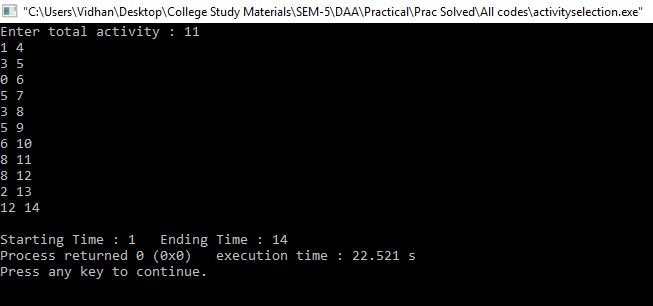 "C:\Users\Vidhan\Desktop\College Study Materials\SEM-5\DAA\Practical\Prac Solved\All codes\activityselection.exe"
Enter total activity : 11
1 4
3 5
0 6
5 7
3 8
5 9
6 10
8 11
8 12
2 13
12 14
Starting Time : 1   Ending Time : 14
Process returned 0 (0x0)   execution time : 22.521 s
Press any key to continue.